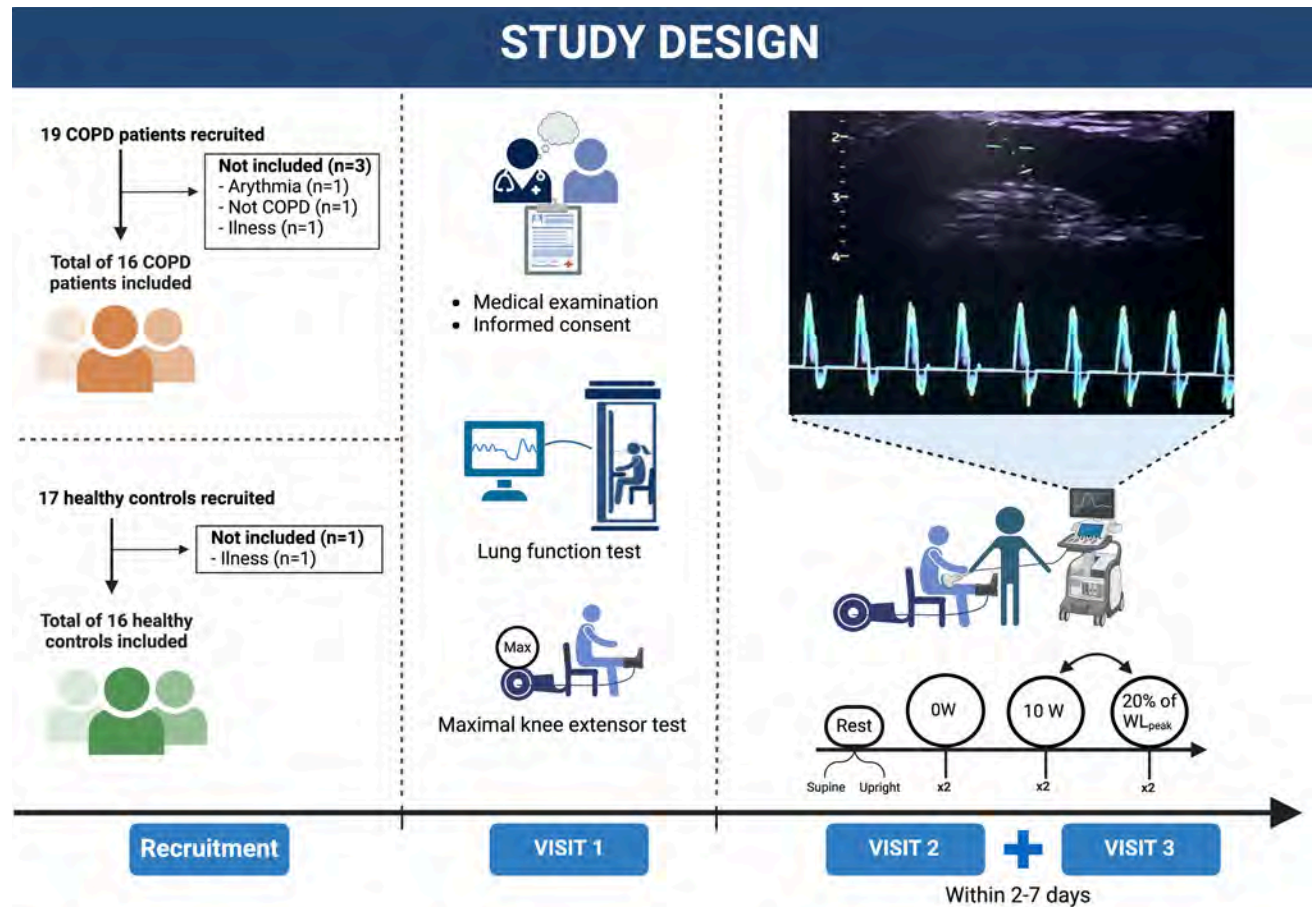 STUDY DESIGN
19 COPD patients recruited
Not included (n=3)
- Arythmia (n=1)
- Not COPD (n=1)
- Ilness (n=1)
Total of 16 COPD
patients included
17 healthy controls recruited
Not included (n=1)
- Ilness (n=1)
Total of 16 healthy
controls included
• Medical examination
• Informed consent
Lung function test
Max
Maximal knee extensor test
2
3
4
Rest
0W
10 W
20% of
WLpeak
Supine
Upright
x2
x2
x2
Recruitment
VISIT 1
VISIT 2
VISIT 3
Within 2-7 days